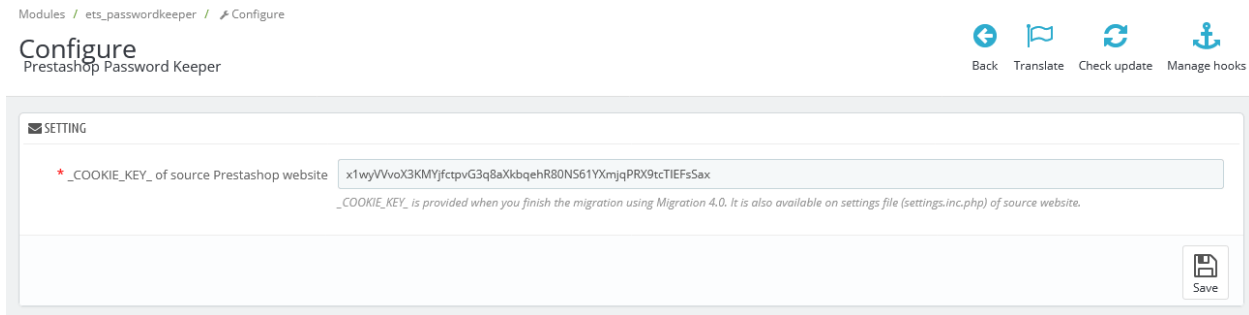 Modules / ets_passwordkeeper / Configure
Configure
Prestashop Password Keeper
Back Translate Check update Manage hooks
SETTING
* _COOKIE_KEY_ of source Prestashop website x1wyVVvoX3KMYjfctpvG3q8aXkbqehR80NS61YXmjqPRX9tcTlEFsSax
_COOKIE_KEY_ is provided when you finish the migration using Migration 4.0. It is also available on settings file (settings.inc.php) of source website.
Save